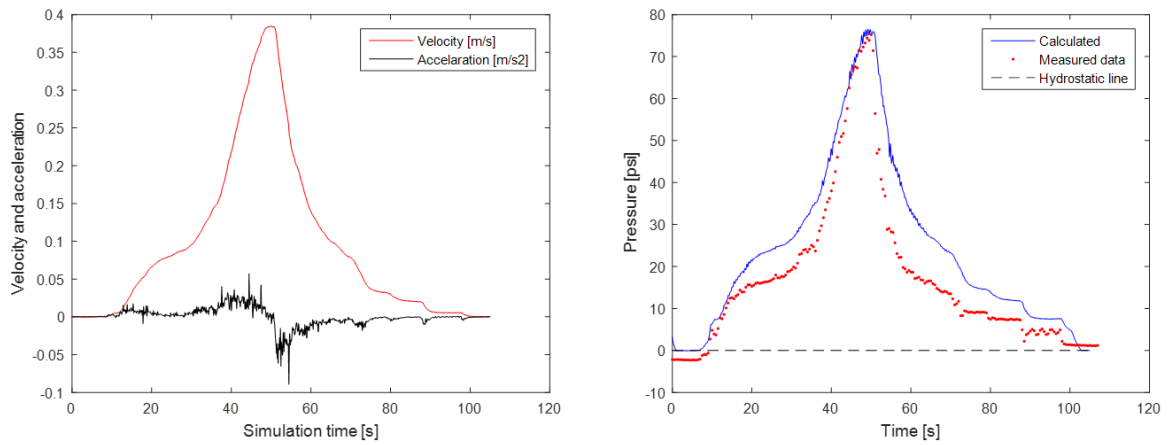 0.4
0.35
0.3
0.25
0.2
0.15
0.1
0.05
0
-0.05
-0.1
Velocity and acceleration
Velocity [m/s]
Accelaration [m/s2]
0 20 40 60 80 100 120
Simulation time [s]
80
70
60
50
40
30
20
10
0
-10
Pressure [psi]
Calculated
Measured data
Hydrostatic line
0 20 40 60 80 100 120
Time [s]